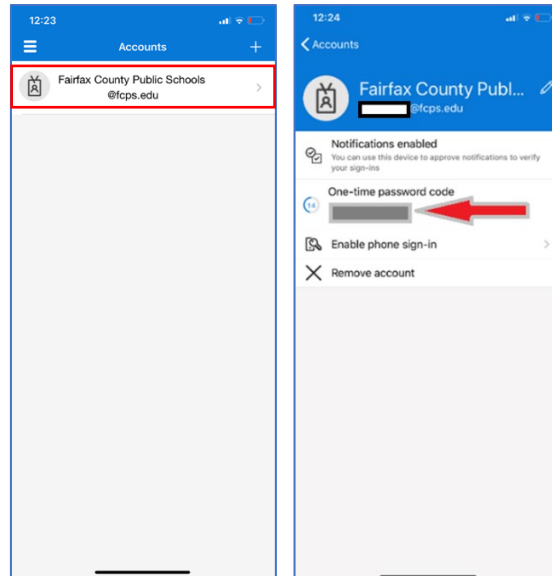 12:23
Accounts
Fairfax County Public Schools
@fcps.edu
12:24
Accounts
Fairfax County Publ...
@fcps.edu
Notifications enabled
You can use this device to approve notifications to verify
your sign-ins
One-time password code
14
Enable phone sign-in
Remove account